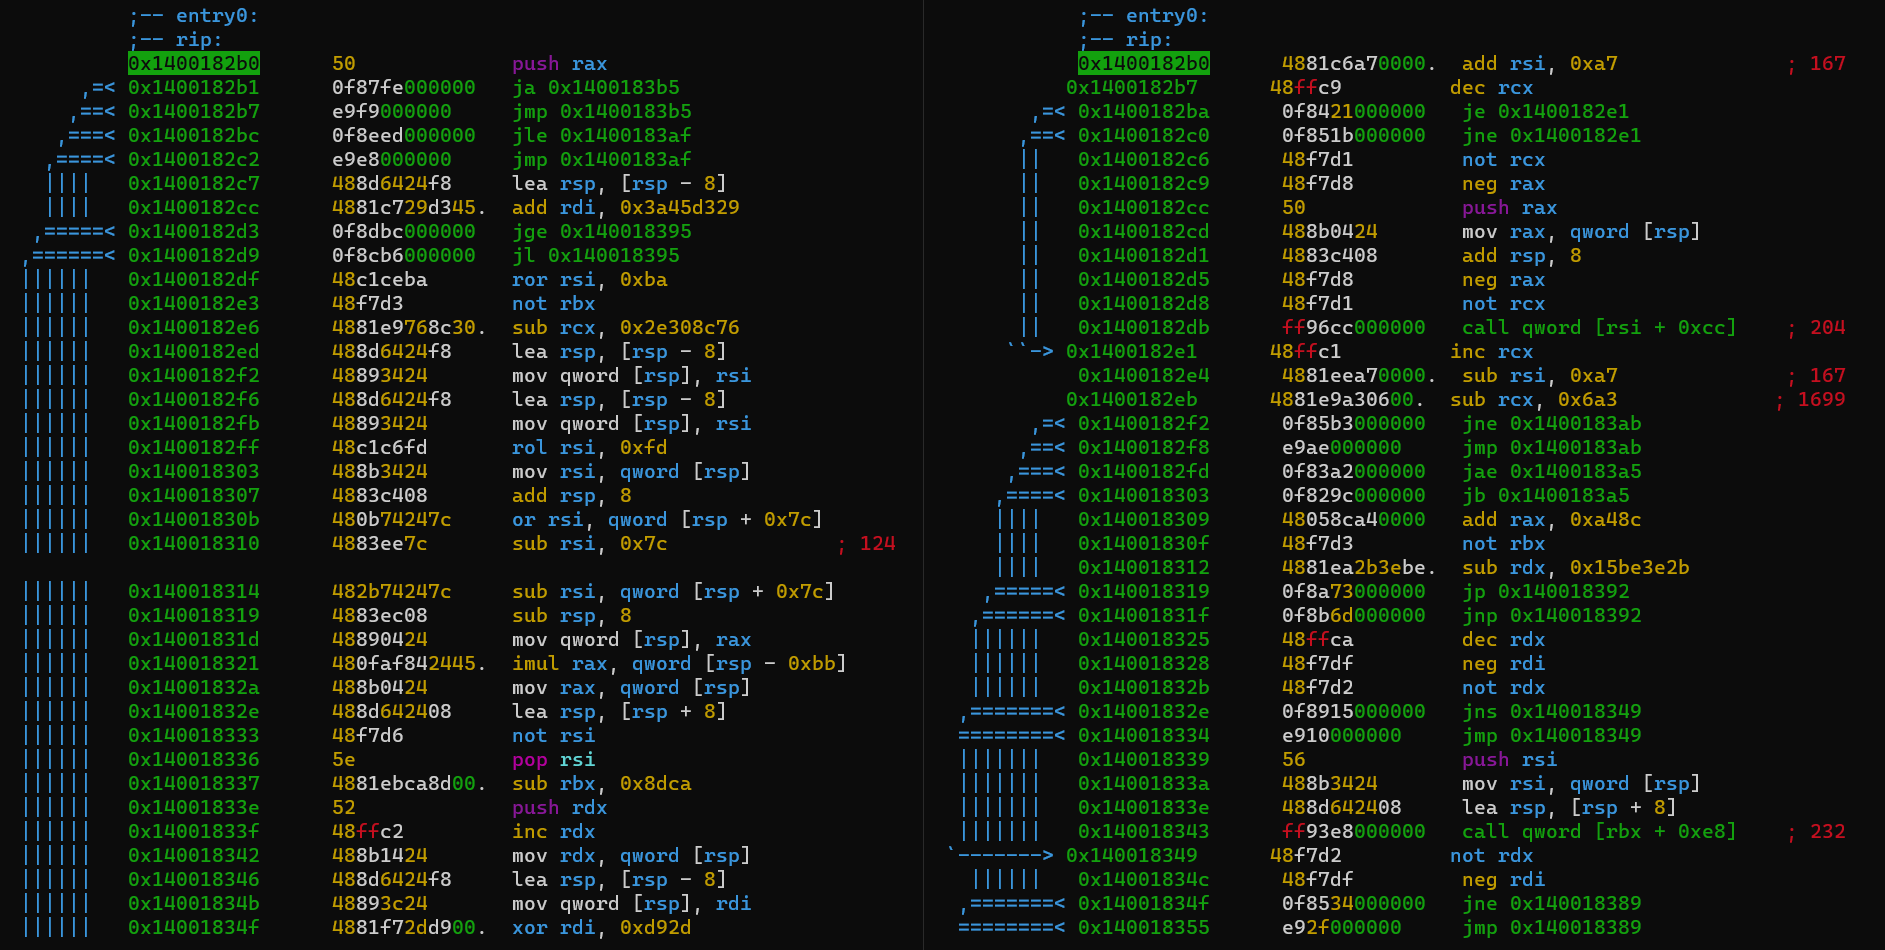 ;-- entry0:
;-- rip:
0x1400182b0 50 push rax
,=< 0x1400182b1 0f87fe000000 ja 0x1400183b5
,==< 0x1400182b7 e9f9000000 jmp 0x1400183b5
,===< 0x1400182bc 0f8eed000000 jle 0x1400183af
,====< 0x1400182c2 e9e8000000 jmp 0x1400183af
|||| 0x1400182c7 488d6424f8 lea rsp, [rsp - 8]
|||| 0x1400182cc 4881c729d345. add rdi, 0x3a45d329
,=====< 0x1400182d3 0f8dbc000000 jge 0x140018395
,======< 0x1400182d9 0f8cb6000000 jl 0x140018395
|||||| 0x1400182df 48c1ceba ror rsi, 0xba
|||||| 0x1400182e3 48f7d3 not rbx
|||||| 0x1400182e6 4881e9768c30. sub rcx, 0x2e308c76
|||||| 0x1400182ed 488d6424f8 lea rsp, [rsp - 8]
|||||| 0x1400182f2 48893424 mov qword [rsp], rsi
|||||| 0x1400182f6 488d6424f8 lea rsp, [rsp - 8]
|||||| 0x1400182fb 48893424 mov qword [rsp], rsi
|||||| 0x1400182ff 48c1c6fd rol rsi, 0xfd
|||||| 0x140018303 488b3424 mov rsi, qword [rsp]
|||||| 0x140018307 4883c408 add rsp, 8
|||||| 0x14001830b 480b74247c or rsi, qword [rsp + 0x7c]
|||||| 0x140018310 4883ee7c sub rsi, 0x7c ; 124
|||||| 0x140018314 482b74247c sub rsi, qword [rsp + 0x7c]
|||||| 0x140018319 4883ec08 sub rsp, 8
|||||| 0x14001831d 48890424 mov qword [rsp], rax
|||||| 0x140018321 480faf842445. imul rax, qword [rsp - 0xbb]
|||||| 0x14001832a 488b0424 mov rax, qword [rsp]
|||||| 0x14001832e 488d642408 lea rsp, [rsp + 8]
|||||| 0x140018333 48f7d6 not rsi
|||||| 0x140018336 5e pop rsi
|||||| 0x140018337 4881ebca8d00. sub rbx, 0x8dca
|||||| 0x14001833e 52 push rdx
|||||| 0x14001833f 48ffc2 inc rdx
|||||| 0x140018342 488b1424 mov rdx, qword [rsp]
|||||| 0x140018346 488d6424f8 lea rsp, [rsp - 8]
|||||| 0x14001834b 48893c24 mov qword [rsp], rdi
|||||| 0x14001834f 4881f72dd900. xor rdi, 0xd92d
;-- entry0:
;-- rip:
0x1400182b0 4881c6a70000. add rsi, 0xa7 ; 167
0x1400182b7 48ffc9 dec rcx
,=< 0x1400182ba 0f8421000000 je 0x1400182e1
,==< 0x1400182c0 0f851b000000 jne 0x1400182e1
|| 0x1400182c6 48f7d1 not rcx
|| 0x1400182c9 48f7d8 neg rax
|| 0x1400182cc 50 push rax
|| 0x1400182cd 488b0424 mov rax, qword [rsp]
|| 0x1400182d1 4883c408 add rsp, 8
|| 0x1400182d5 48f7d8 neg rax
|| 0x1400182d8 48f7d1 not rcx
|| 0x1400182db ff96cc000000 call qword [rsi + 0xcc] ; 204
``-> 0x1400182e1 48ffc1 inc rcx
0x1400182e4 4881eea70000. sub rsi, 0xa7 ; 167
0x1400182eb 4881e9a30600. sub rcx, 0x6a3 ; 1699
,=< 0x1400182f2 0f85b3000000 jne 0x1400183ab
,==< 0x1400182f8 e9ae000000 jmp 0x1400183ab
,===< 0x1400182fd 0f83a2000000 jae 0x1400183a5
,====< 0x140018303 0f829c000000 jb 0x1400183a5
|||| 0x140018309 48058ca40000 add rax, 0xa48c
|||| 0x14001830f 48f7d3 not rbx
|||| 0x140018312 4881ea2b3ebe. sub rdx, 0x15be3e2b
,=====< 0x140018319 0f8a73000000 jp 0x140018392
,======< 0x14001831f 0f8b6d000000 jnp 0x140018392
|||||| 0x140018325 48ffca dec rdx
|||||| 0x140018328 48f7df neg rdi
|||||| 0x14001832b 48f7d2 not rdx
,=======< 0x14001832e 0f8915000000 jns 0x140018349
========< 0x140018334 e910000000 jmp 0x140018349
||||||| 0x140018339 56 push rsi
||||||| 0x14001833a 488b3424 mov rsi, qword [rsp]
||||||| 0x14001833e 488d642408 lea rsp, [rsp + 8]
||||||| 0x140018343 ff93e8000000 call qword [rbx + 0xe8] ; 232
`-------> 0x140018349 48f7d2 not rdx
|||||| 0x14001834c 48f7df neg rdi
,=======< 0x14001834f 0f8534000000 jne 0x140018389
========< 0x140018355 e92f000000 jmp 0x140018389